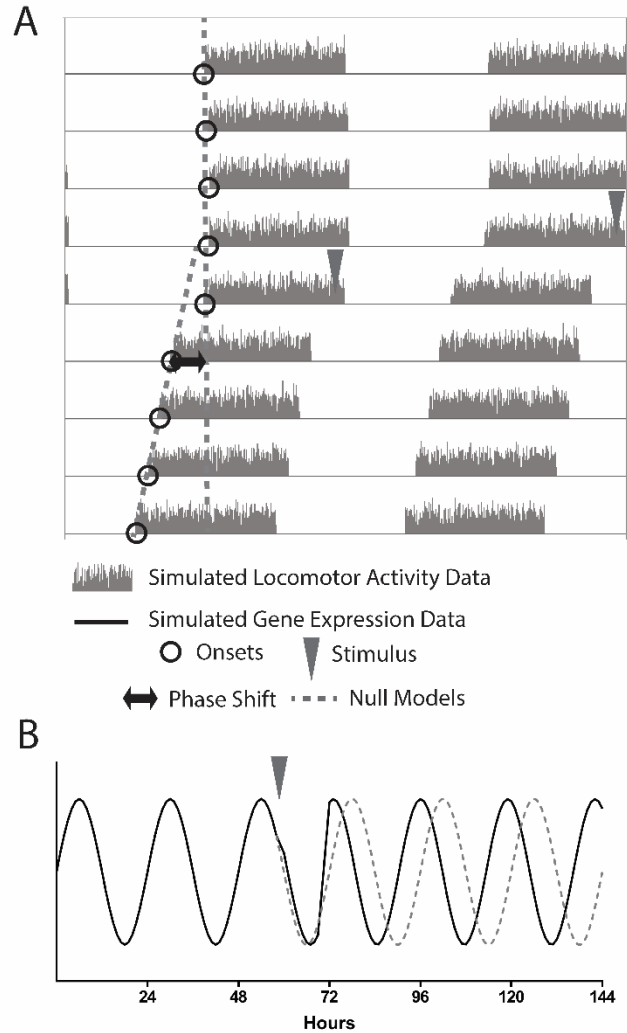 A
Simulated Locomotor Activity Data
Simulated Gene Expression Data
Onsets Stimulus
Phase Shift Null Models
B
24 48 72 96 120 144
Hours